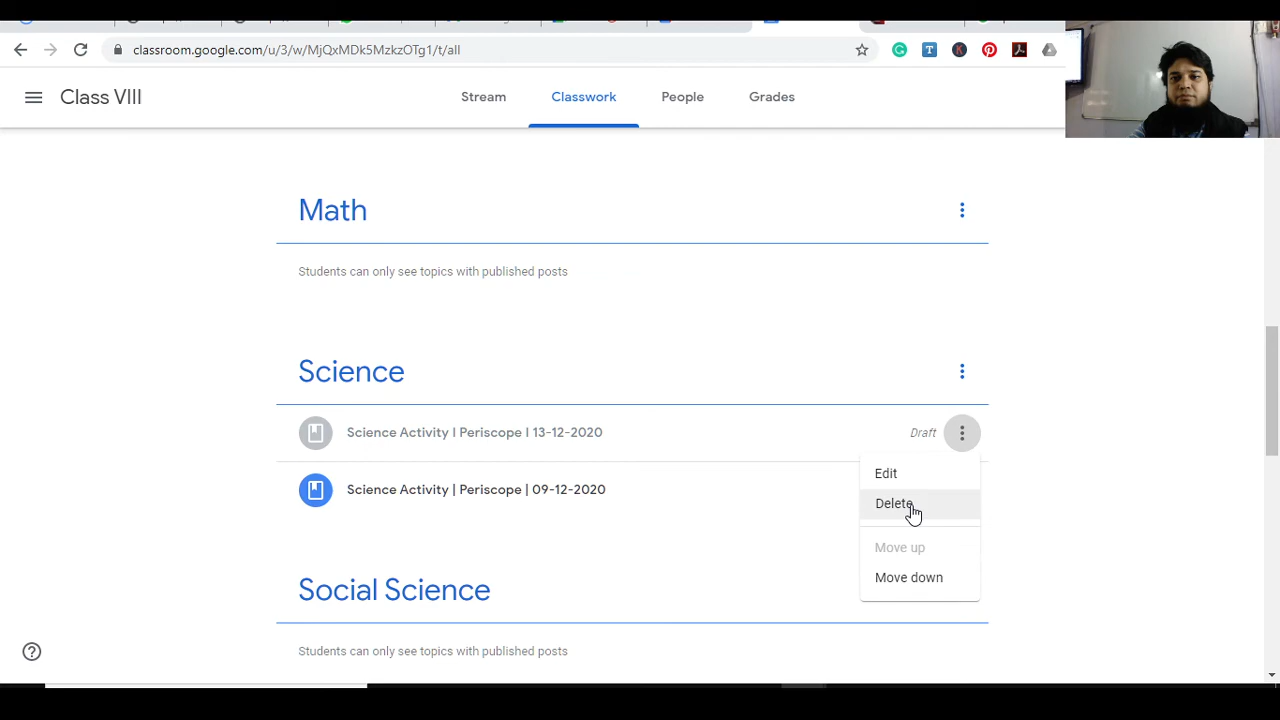 classroom.google.com/u/3/w/MjQxMDk5MzkzOTg1/t/all
Class VIII
Stream
Classwork
People
Grades
Math
Students can only see topics with published posts
Science
Science Activity I Periscope I 13-12-2020
Draft
Edit
Science Activity | Periscope | 09-12-2020
Delete
Move up
Move down
Social Science
Students can only see topics with published posts